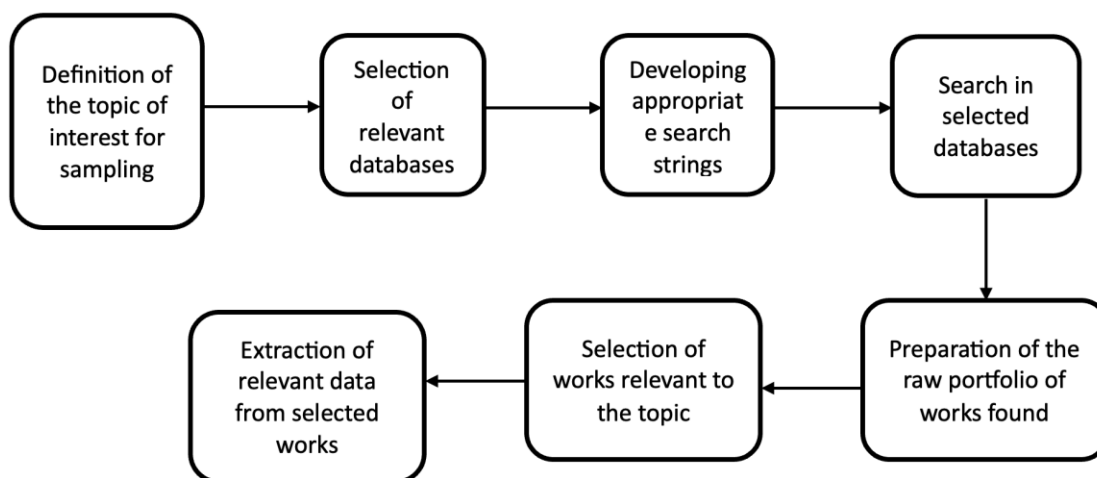 Definition of
the topic of
interest for
sampling
Selection
of
relevant
databases
Developing
appropriat
e search
strings
Search in
selected
databases
Preparation of the
raw portfolio of
works found
Selection of
works relevant to
the topic
Extraction of
relevant data
from selected
works